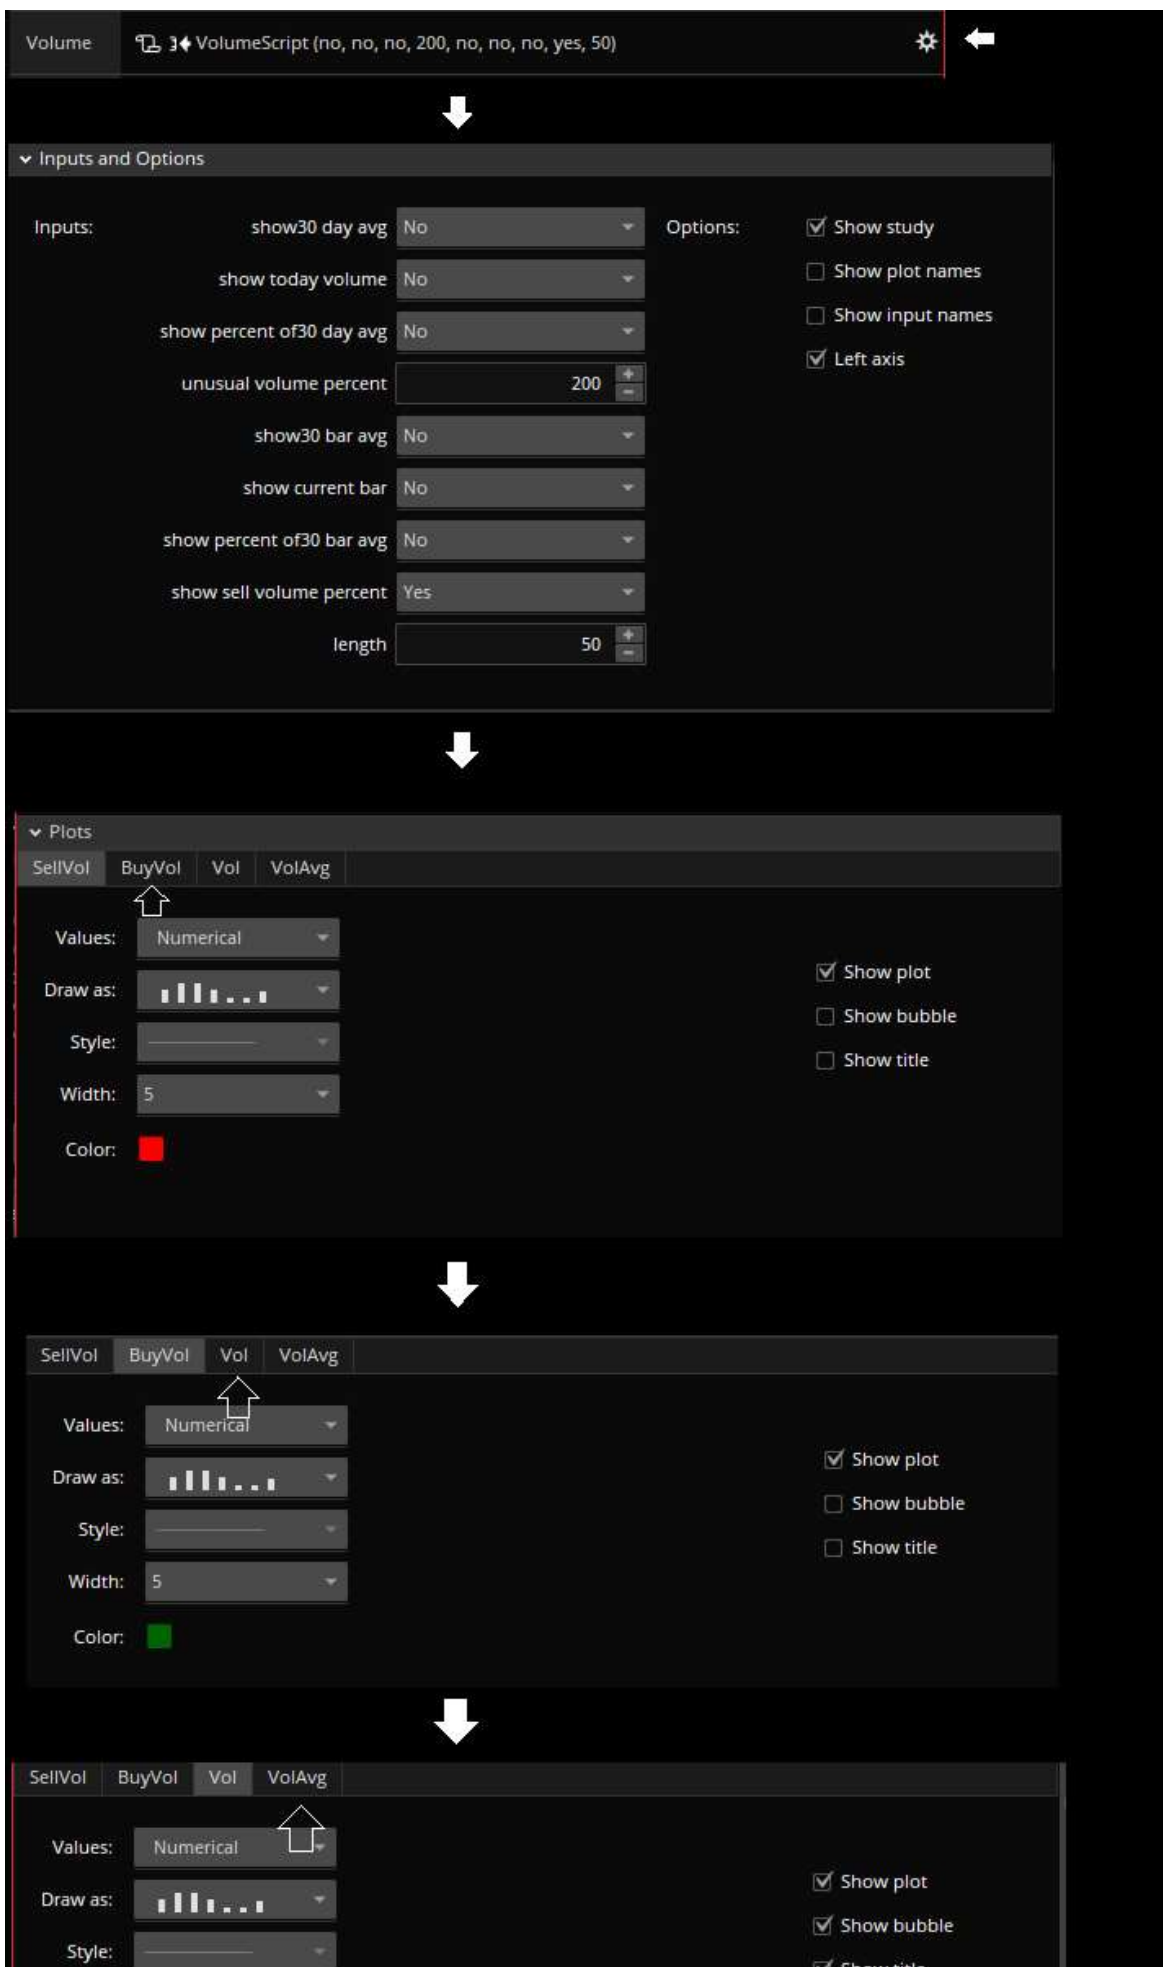 Volume VolumeScript (no, no, no, 200, no, no, no, yes, 50)
Inputs and Options
Inputs: show30 day avg No Options: Show study
show today volume No Show plot names
show percent of30 day avg No Show input names
unusual volume percent 200 Left axis
show30 bar avg No
show current bar No
show percent of30 bar avg No
show sell volume percent Yes
length 50
Plots
SellVol BuyVol Vol VolAvg
Values: Numerical
Show plot
Draw as:
Show bubble
Style:
Show title
Width: 5
Color:
SellVol BuyVol Vol VolAvg
Values: Numerical
Show plot
Draw as:
Show bubble
Style:
Show title
Width: 5
Color:
SellVol BuyVol Vol VolAvg
Values: Numerical
Show plot
Draw as:
Show bubble
Style:
Show title